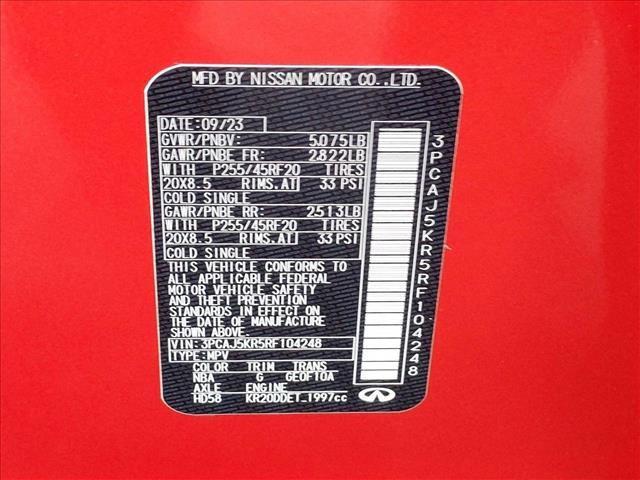 MFD BY NISSAN MOTOR CO.,LTD.
DATE:09/23
GVWR/PNBV: 5,075LB
GAWR/PNBE FR: 2,822LB
WITH P255/45RF20 TIRES
20X8.5 RIMS.AT 33 PSI
COLD SINGLE
GAWR/PNBE RR: 2,513LB
WITH P255/45RF20 TIRES
20X8.5 RIMS.AT 33 PSI
COLD SINGLE
THIS VEHICLE CONFORMS TO
ALL APPLICABLE FEDERAL
MOTOR VEHICLE SAFETY
AND THEFT PREVENTION
STANDARDS IN EFFECT ON
THE DATE OF MANUFACTURE
SHOWN ABOVE.
VIN:3PCAJ5KR5RF104248
TYPE:MPV
COLOR TRIM TRANS
NBA G GE0F10A
AXLE ENGINE
HD58 KR20DDET 1997cc
3PCAJ5KR5RF104248